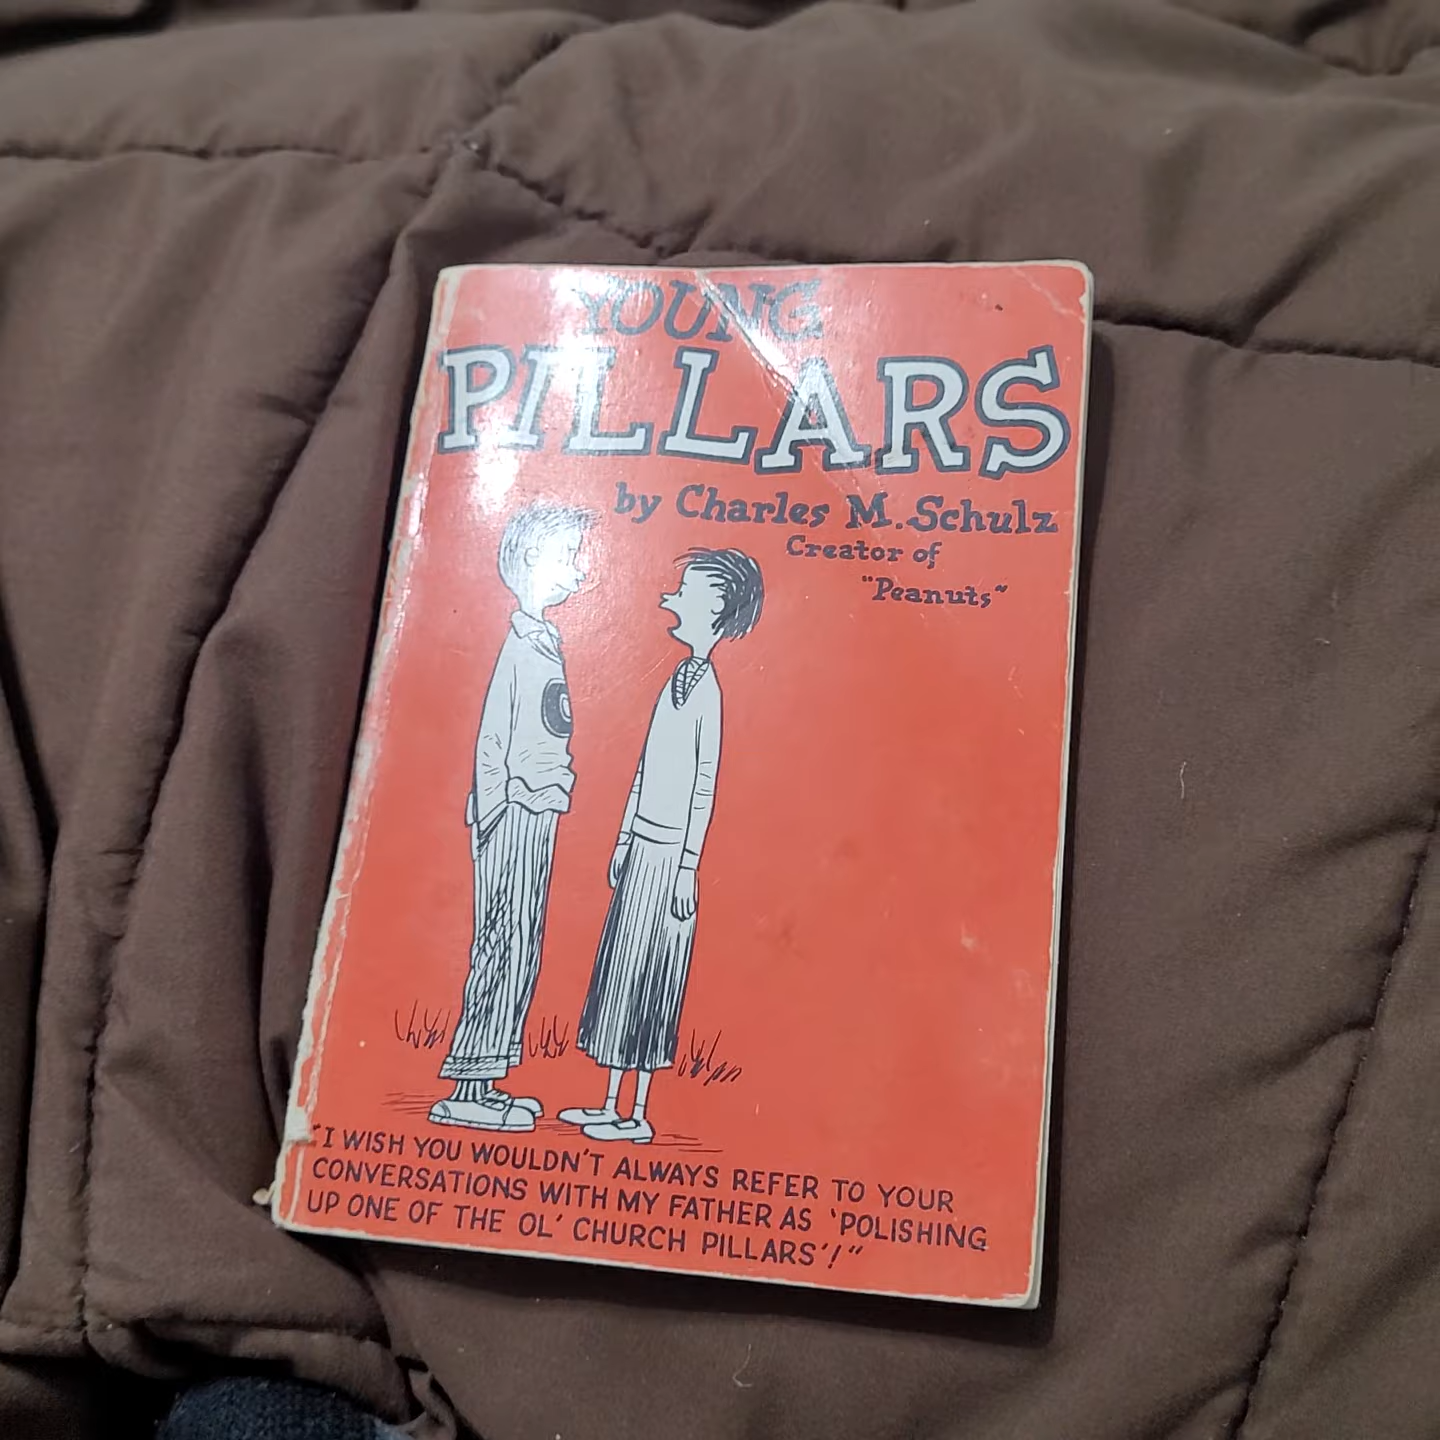 YOUNG
PILLARS
by Charles M. Schulz
Creator of
"Peanuts"
"I WISH YOU WOULDN'T ALWAYS REFER TO YOUR
CONVERSATIONS WITH MY FATHER AS 'POLISHING
UP ONE OF THE OL' CHURCH PILLARS'!"